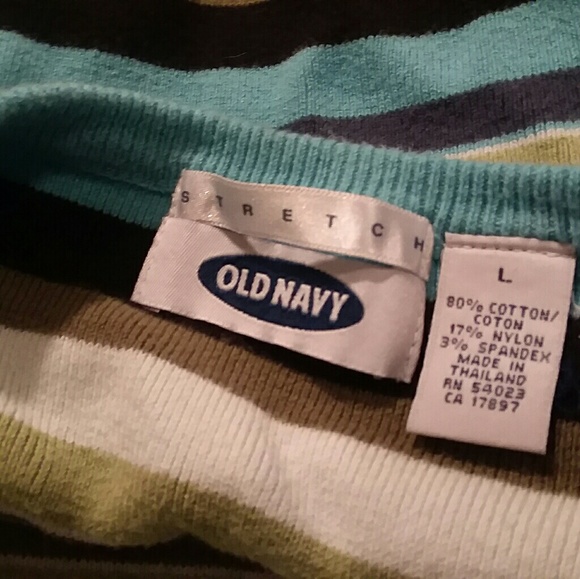 STRETCH
OLD NAVY
L
80% COTTON/
COTON
17% NYLON
3% SPANDEX
MADE IN
THAILAND
RN 54023
CA 17897